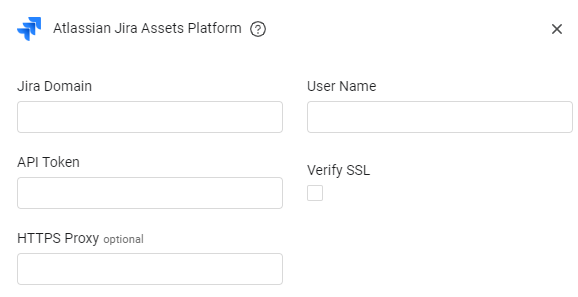 Atlassian Jira Assets Platform ?
Jira Domain
User Name
API Token
Verify SSL
HTTPS Proxy optional